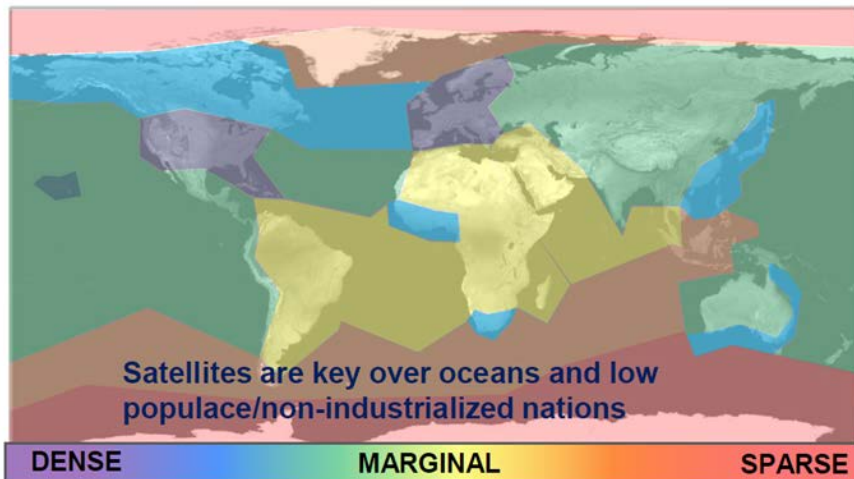 Satellites are key over oceans and low
populace/non-industrialized nations
DENSE MARGINAL SPARSE